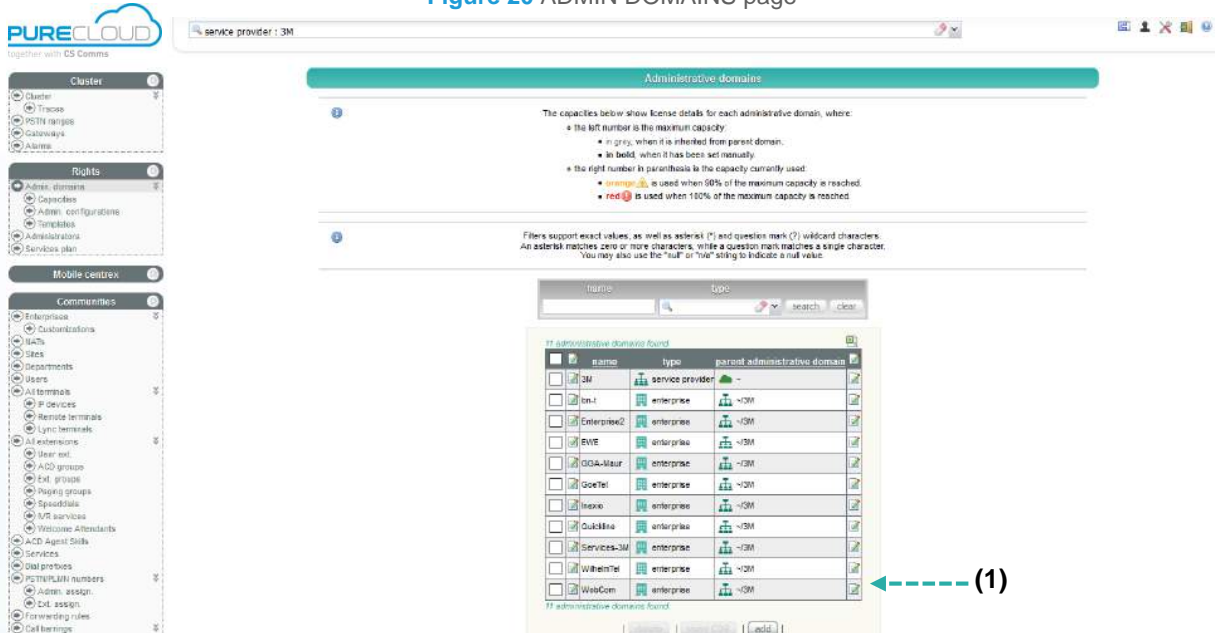 Figure 20 ADMIN DOMAINS page
PURECLOUD
together with CS Comms
service provider : 3M
Cluster
Cluster
Traces
PSTN ranges
Gateways
Alarms
Rights
Admin. domains
Capacities
Admin. configurations
Templates
Administrators
Services plan
Mobile centrex
Communities
Enterprises
Customizations
NATs
Sites
Departments
Users
All terminals
IP devices
Remote terminals
Lync terminals
All extensions
User ext.
ACD groups
Ext. groups
Paging groups
Speeddials
IVR services
Welcome Attendants
ACD Agent Skills
Services
Dial prefixes
PSTN/PLMN numbers
Admin. assign.
Ext. assign.
Forwarding rules
Call barrings
Administrative domains
The capacities below show license details for each administrative domain, where:
the left number is the maximum capacity:
in grey, when it is inherited from parent domain.
in bold, when it has been set manually.
the right number in parenthesis is the capacity currently used:
orange is used when 90% of the maximum capacity is reached.
red is used when 100% of the maximum capacity is reached.
Filters support exact values, as well as asterisk (*) and question mark (?) wildcard characters.
An asterisk matches zero or more characters, while a question mark matches a single character.
You may also use the "null" or "n/a" string to indicate a null value.
name type
search clear
11 administrative domains found.
name type parent administrative domain
3M service provider ~
bn-t enterprise ~/3M
Enterprise2 enterprise ~/3M
EWE enterprise ~/3M
GGA-Maur enterprise ~/3M
GoeTel enterprise ~/3M
Inexio enterprise ~/3M
Quickline enterprise ~/3M
Services-3M enterprise ~/3M
WilhelmTel enterprise ~/3M
WebCom enterprise ~/3M
(1)
11 administrative domains found.
add